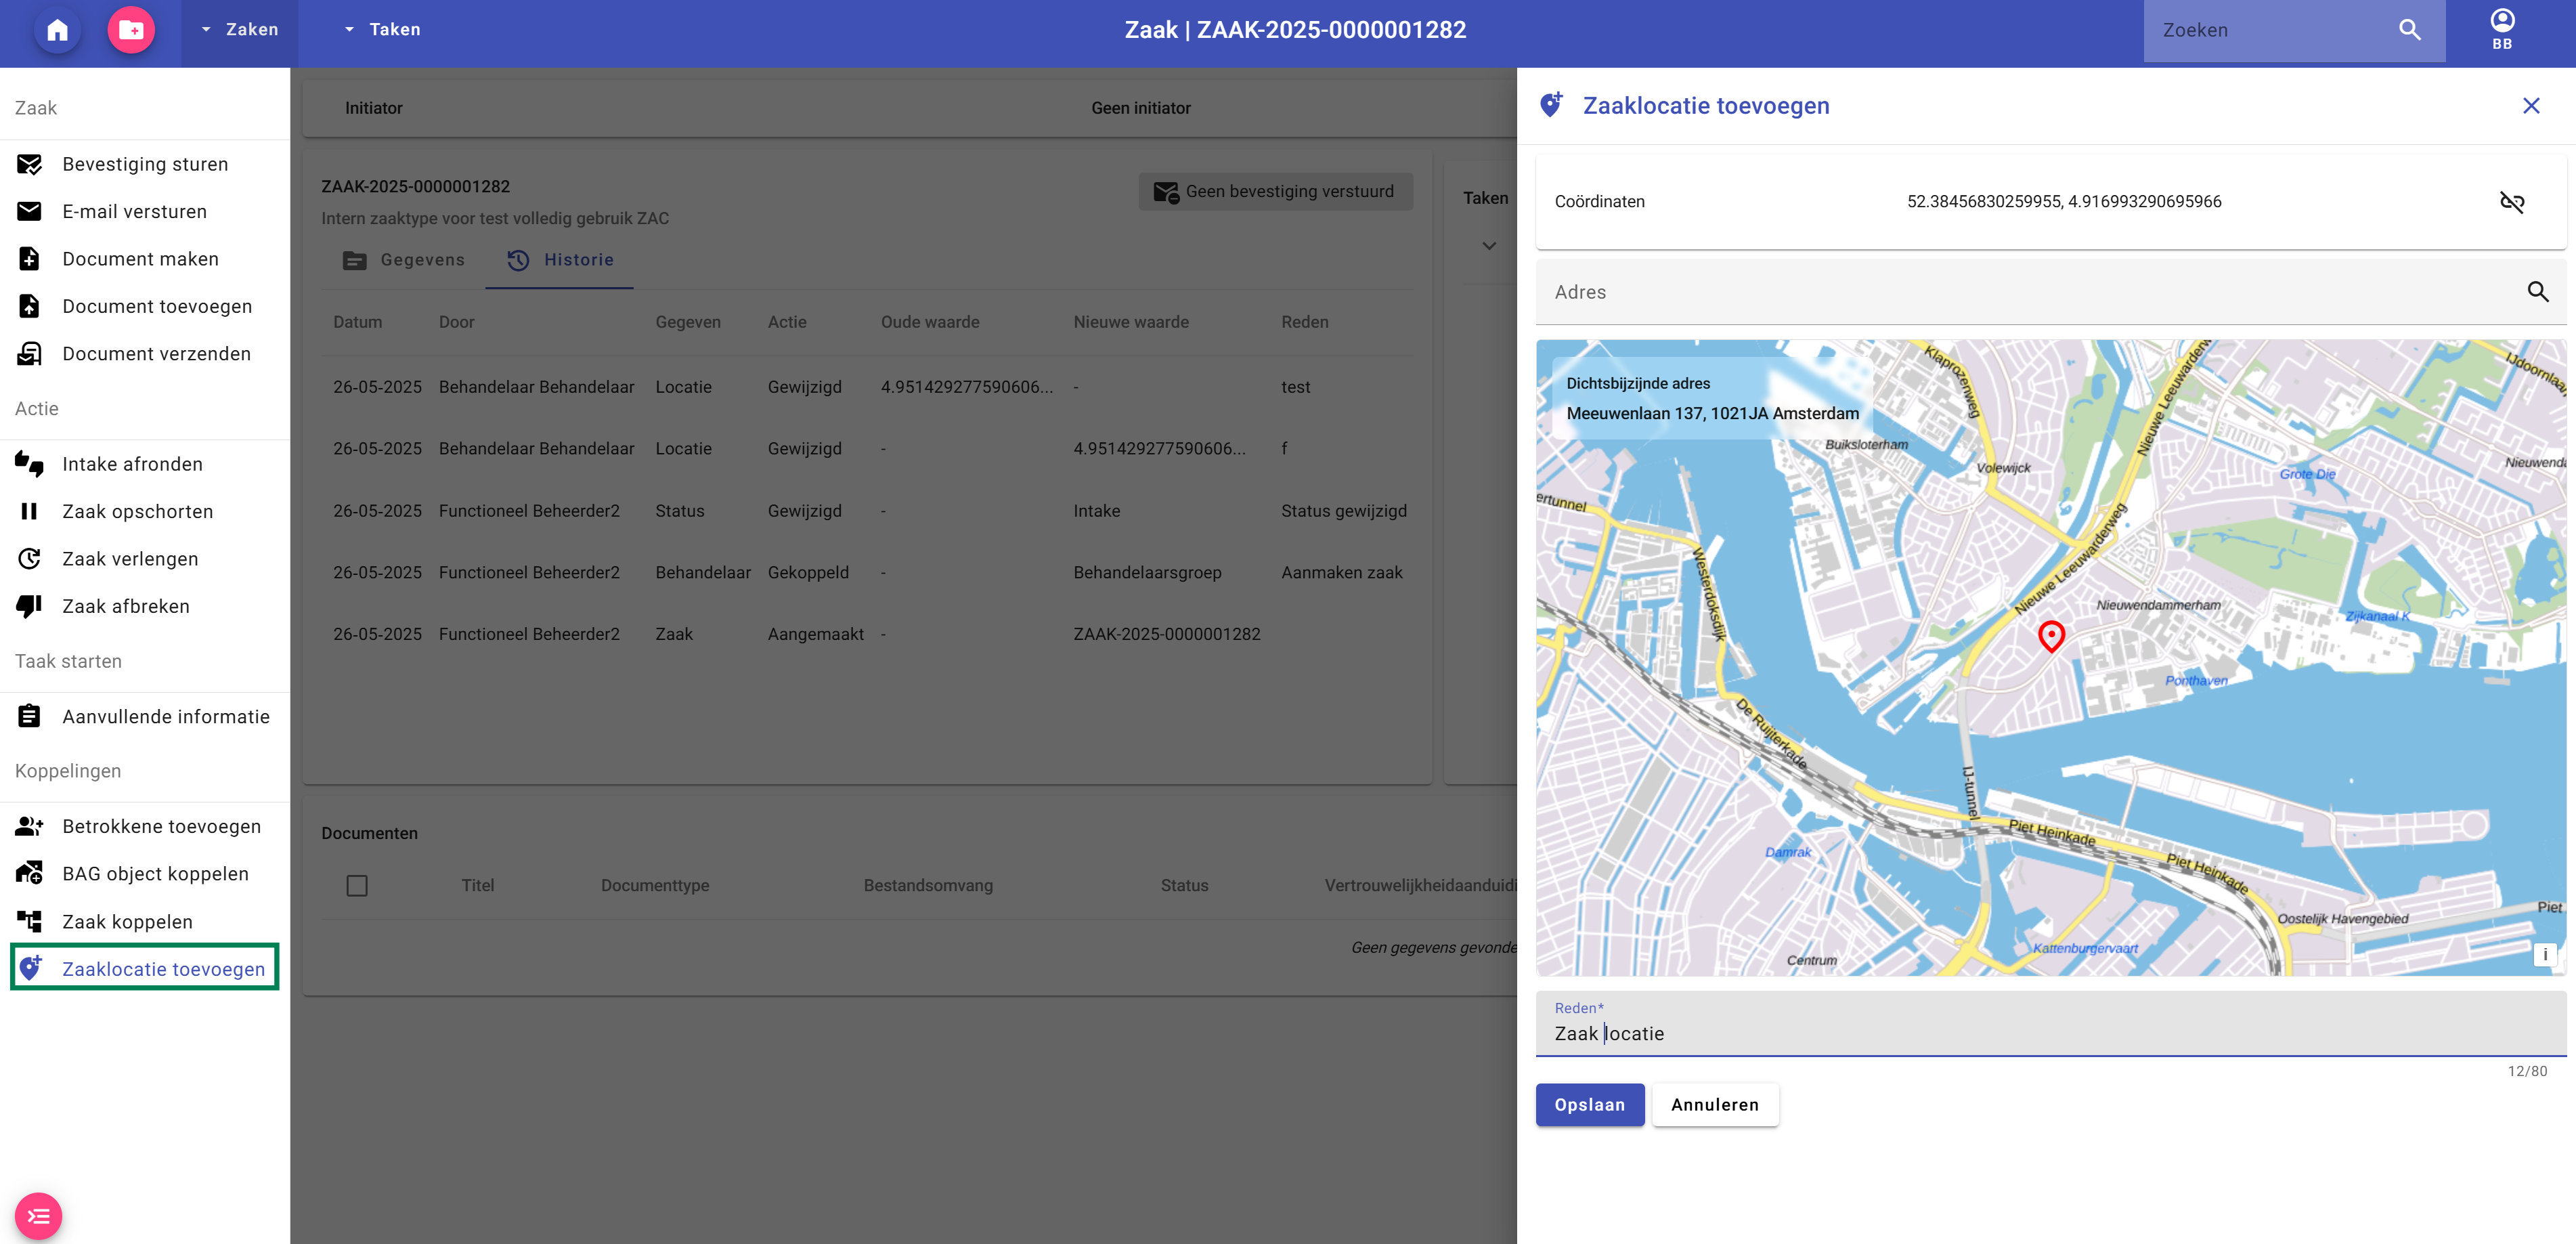 Zaken
Taken
Zaak | ZAAK-2025-0000001282
Zoeken
BB
Zaak
Bevestiging sturen
E-mail versturen
Document maken
Document toevoegen
Document verzenden
Actie
Intake afronden
Zaak opschorten
Zaak verlengen
Zaak afbreken
Taak starten
Aanvullende informatie
Koppelingen
Betrokkene toevoegen
BAG object koppelen
Zaak koppelen
Zaaklocatie toevoegen
Initiator Geen initiator
ZAAK-2025-0000001282
Geen bevestiging verstuurd
Intern zaaktype voor test volledig gebruik ZAC
Gegevens Historie
Datum Door Gegeven Actie Oude waarde Nieuwe waarde Reden
26-05-2025 Behandelaar Behandelaar Locatie Gewijzigd 4.951429277590606... - test
26-05-2025 Behandelaar Behandelaar Locatie Gewijzigd - 4.951429277590606... f
26-05-2025 Functioneel Beheerder2 Status Gewijzigd - Intake Status gewijzigd
26-05-2025 Functioneel Beheerder2 Behandelaar Gekoppeld - Behandelaarsgroep Aanmaken zaak
26-05-2025 Functioneel Beheerder2 Zaak Aangemaakt - ZAAK-2025-0000001282
Taken
Documenten
Titel Documenttype Bestandsomvang Status Vertrouwelijkheidaanduidi
Geen gegevens gevonde
Zaaklocatie toevoegen
Coördinaten 52.38456830259955, 4.916993290695966
Adres
Dichtsbijzijnde adres
Meeuwenlaan 137, 1021JA Amsterdam
Klaprozenweg
Nieuwe Leeuwarderw
IJdoornlaa
Buiksloterham
Volewijck
Grote Die
Nieuwenda
ertunnel
Westerdoksdijk
Nieuwe Leeuwarderweg
Nieuwendammerham
Zijkanaal K
Ponthaven
De Ruijterkade
IJ-tunnel
Piet Heinkade
Piet Heinkade
Damrak
Piet
Oostelijk Havengebied
Kattenburgervaart
Centrum
i
Reden*
Zaak locatie
12/80
Opslaan Annuleren